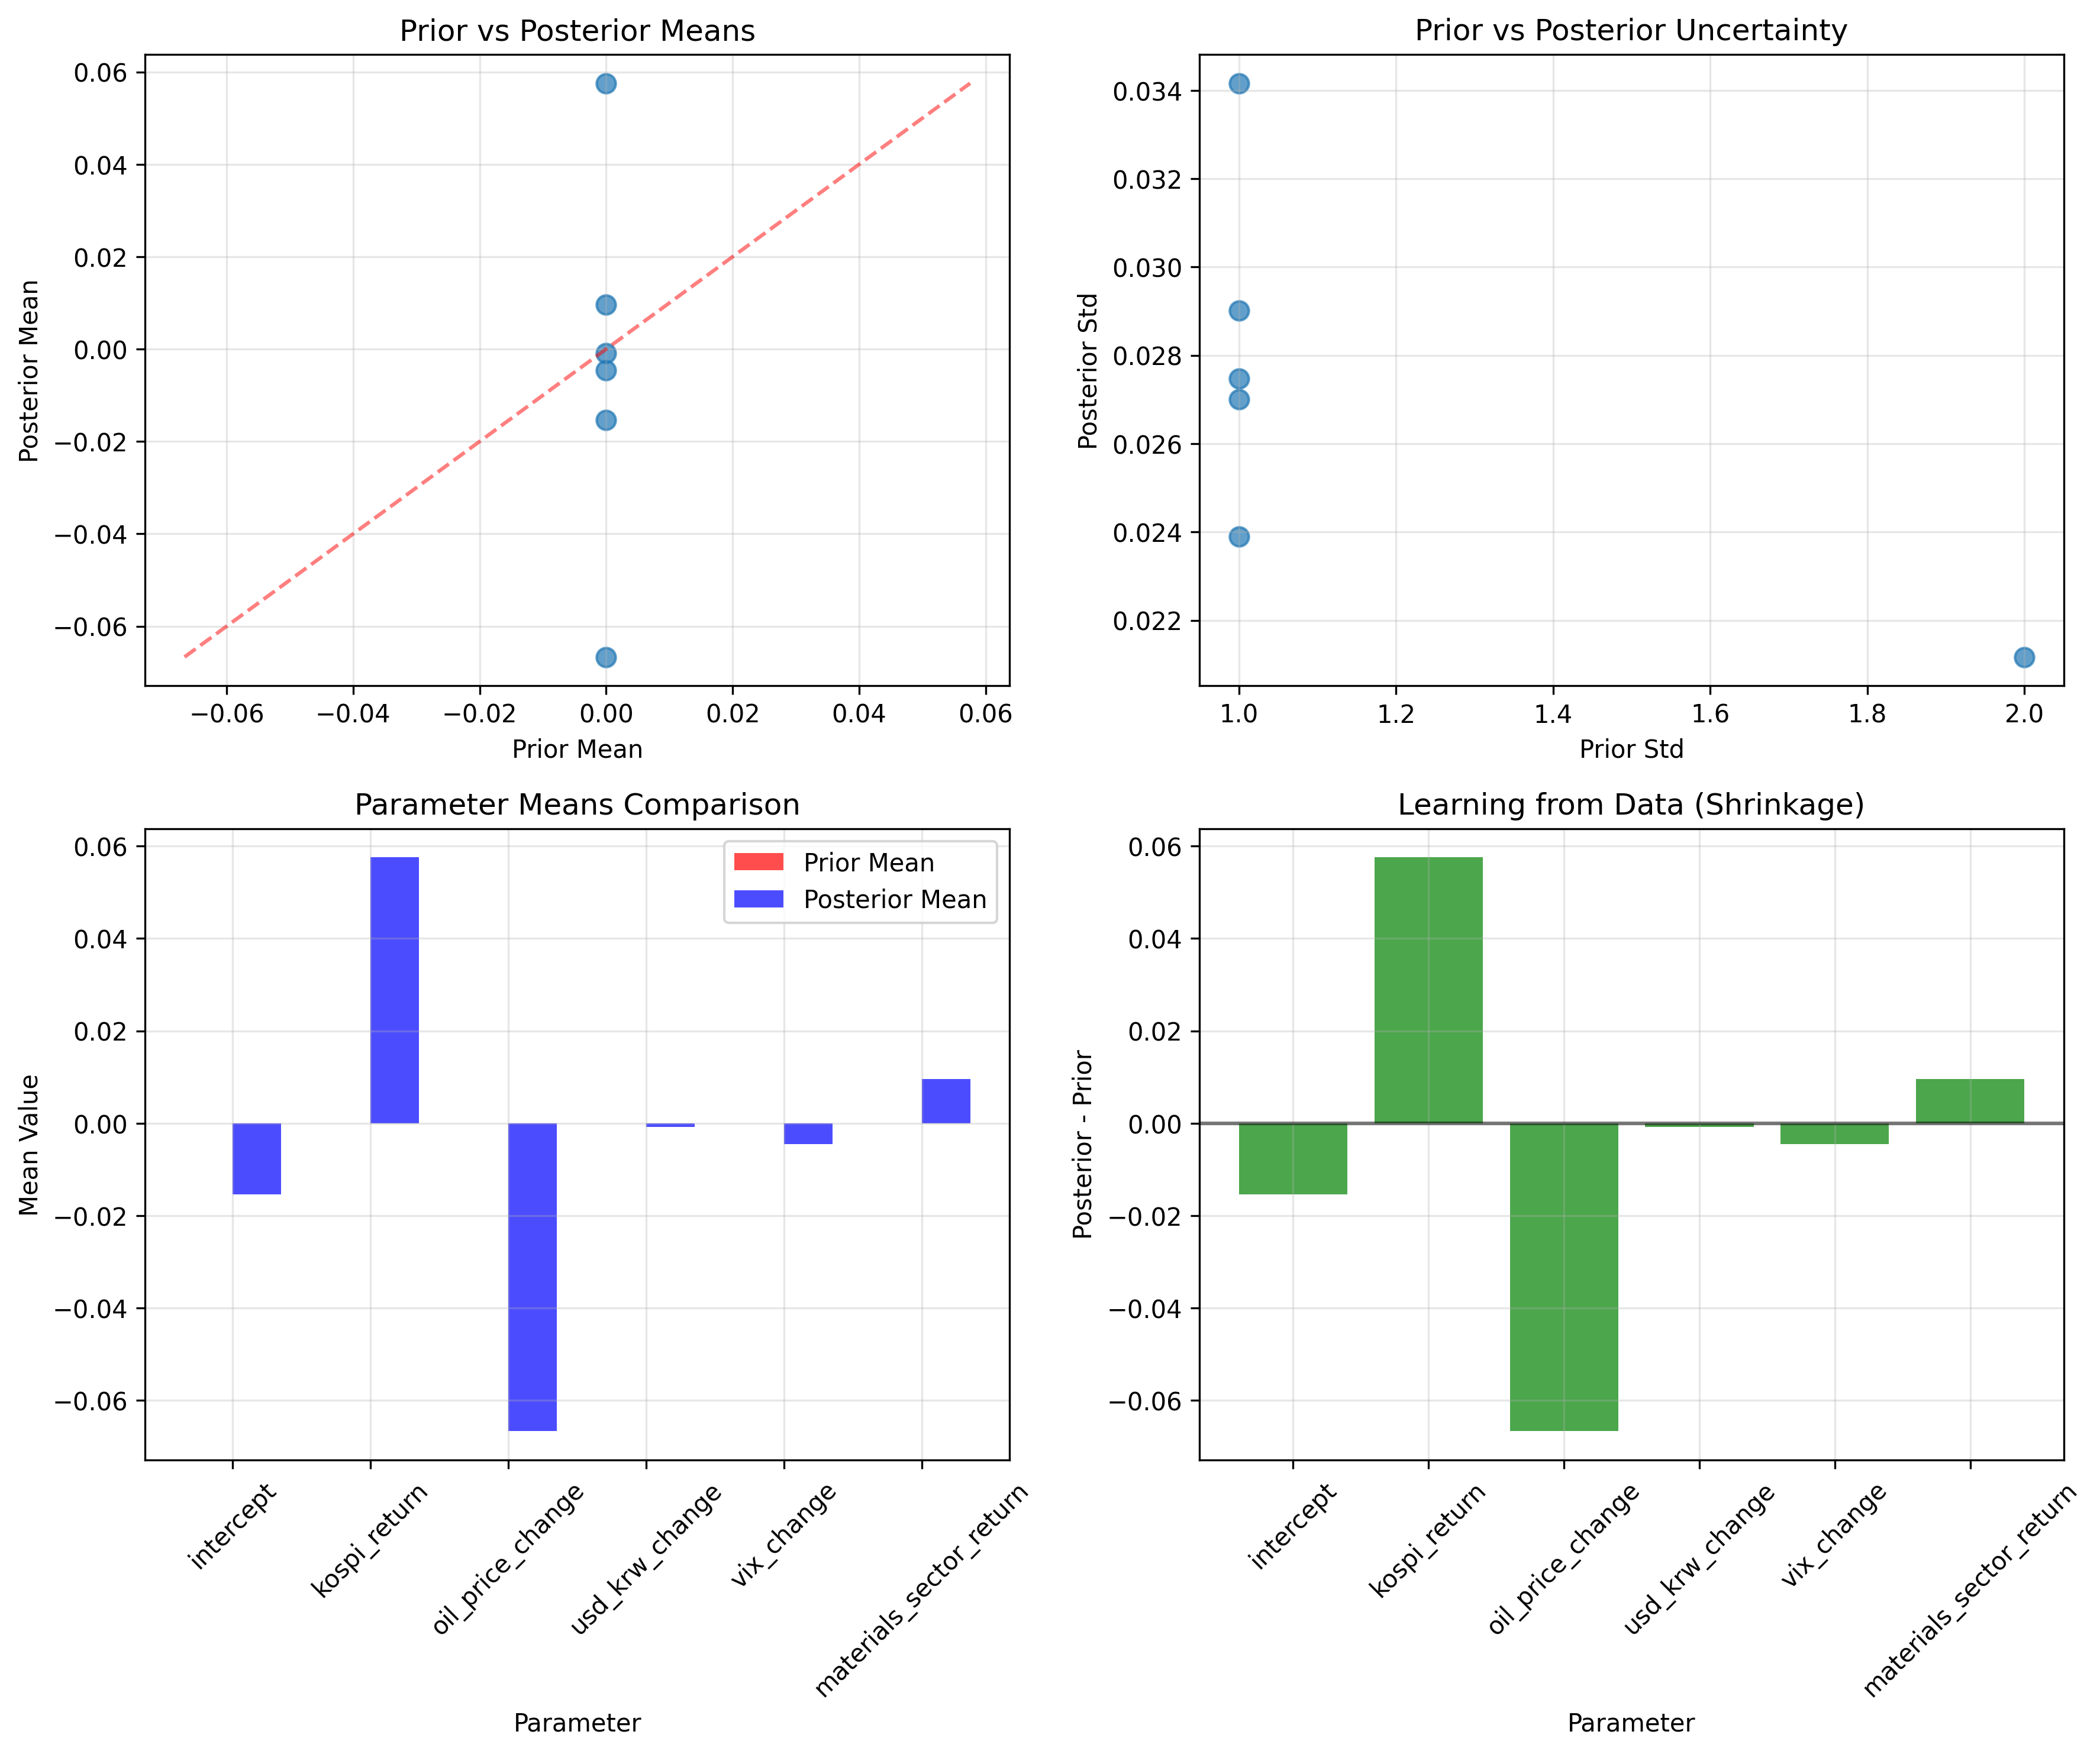 Prior vs Posterior Means
0.06
0.04
0.02
0.00
−0.02
−0.04
−0.06
Posterior Mean
−0.06 −0.04 −0.02 0.00 0.02 0.04 0.06
Prior Mean
Prior vs Posterior Uncertainty
0.034
0.032
0.030
0.028
0.026
0.024
0.022
Posterior Std
1.0 1.2 1.4 1.6 1.8 2.0
Prior Std
Parameter Means Comparison
Prior Mean
Posterior Mean
0.06
0.04
0.02
0.00
−0.02
−0.04
−0.06
Mean Value
intercept
kospi_return
oil_price_change
usd_krw_change
vix_change
materials_sector_return
Parameter
Learning from Data (Shrinkage)
0.06
0.04
0.02
0.00
−0.02
−0.04
−0.06
Posterior - Prior
intercept
kospi_return
oil_price_change
usd_krw_change
vix_change
materials_sector_return
Parameter